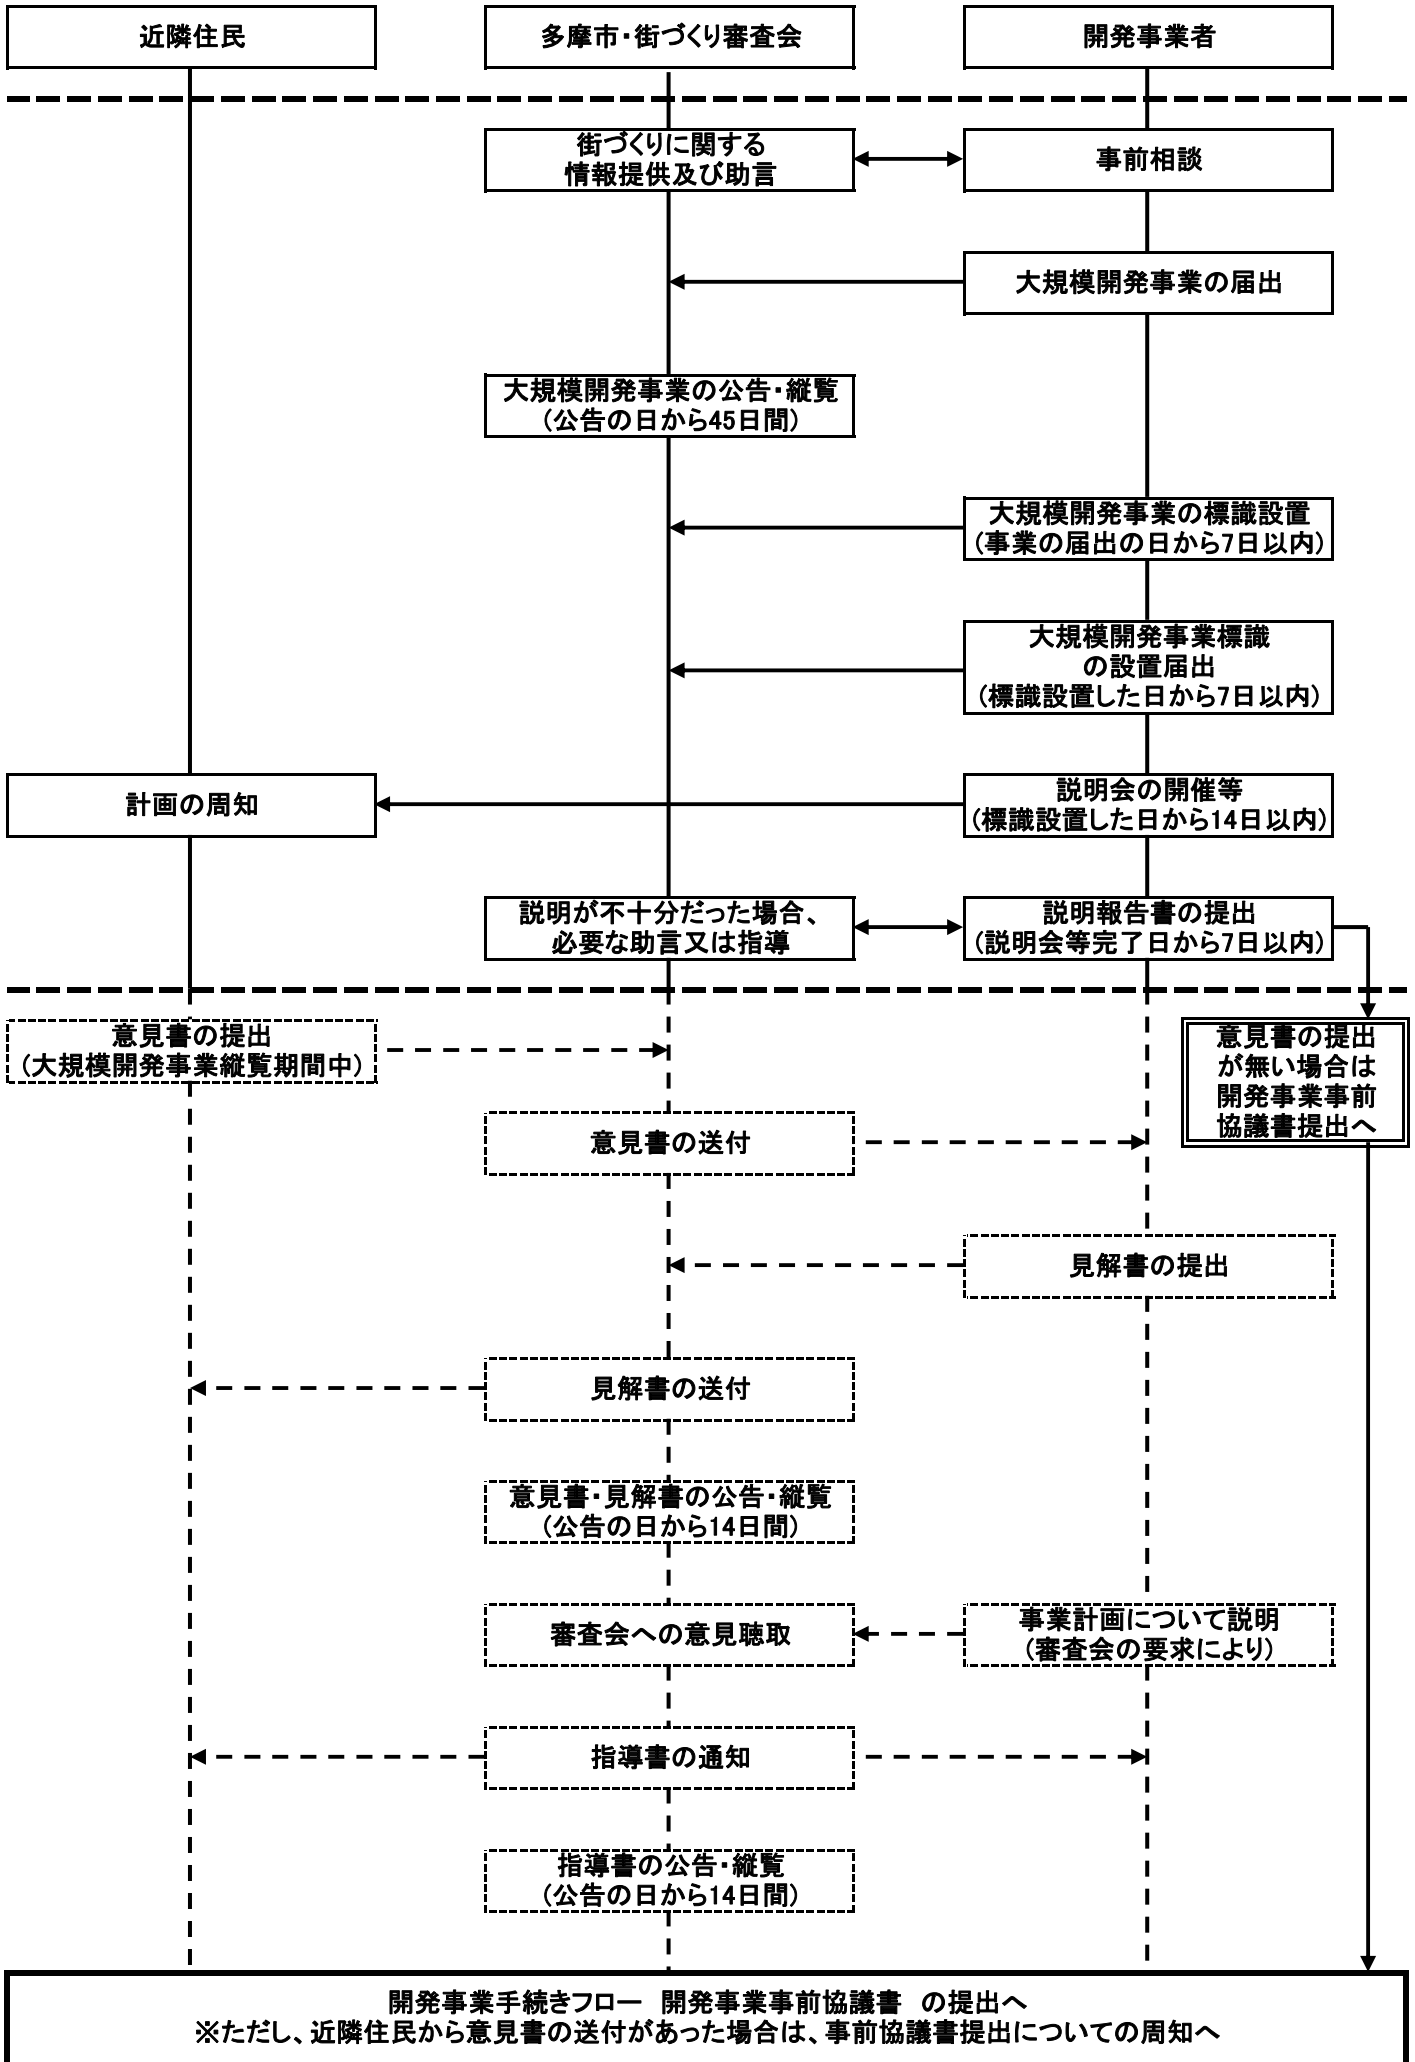 近隣住民
多摩市・街づくり審査会
開発事業者
街づくりに関する
情報提供及び助言
事前相談
大規模開発事業の届出
大規模開発事業の公告・縦覧
(公告の日から45日間)
大規模開発事業の標識設置
(事業の届出の日から7日以内)
大規模開発事業標識
の設置届出
(標識設置した日から7日以内)
計画の周知
説明会の開催等
(標識設置した日から14日以内)
説明が不十分だった場合、
必要な助言又は指導
説明報告書の提出
(説明会等完了日から7日以内)
意見書の提出
(大規模開発事業縦覧期間中)
意見書の提出
が無い場合は
開発事業事前
協議書提出へ
意見書の送付
見解書の提出
見解書の送付
意見書・見解書の公告・縦覧
(公告の日から14日間)
審査会への意見聴取
事業計画について説明
(審査会の要求により)
指導書の通知
指導書の公告・縦覧
(公告の日から14日間)
開発事業手続きフロー　開発事業事前協議書　の提出へ
※ただし、近隣住民から意見書の送付があった場合は、事前協議書提出についての周知へ